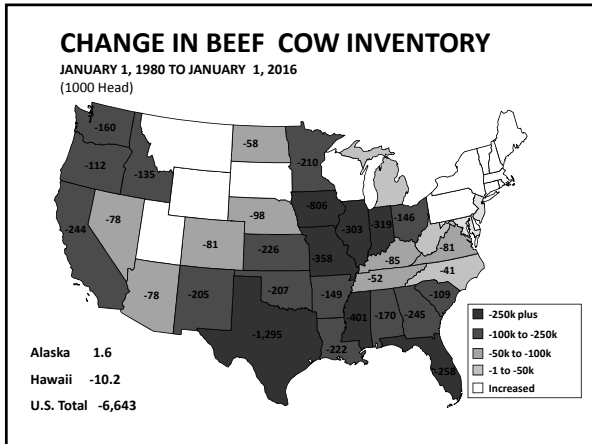 CHANGE IN BEEF COW INVENTORY
JANUARY 1, 1980 TO JANUARY 1, 2016
(1000 Head)
-160
-58
-210
-112
-135
-806
-98
-146
-303
-319
-78
-244
-81
-81
-226
-358
-85
-52
-41
-78
-205
-207
-149
-109
-401
-170
-245
-1,295
-222
-258
-250k plus
-100k to -250k
-50k to -100k
-1 to -50k
Increased
Alaska 1.6
Hawaii -10.2
U.S. Total -6,643